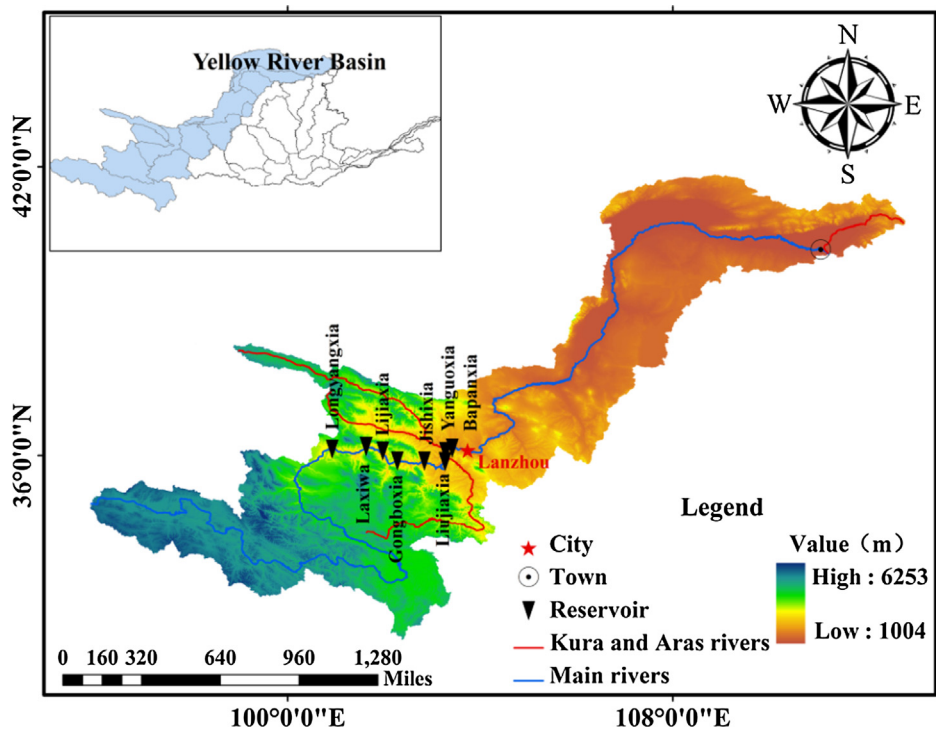 Yellow River Basin
N
W
E
S
42°0'0"N
36°0'0"N
Longyangxia
Lijiaxia
Jishixia
Yanguoxia
Bapanxia
Lanzhou
Laxiwa
Gongboxia
Liujiaxia
Legend
City
Town
Reservoir
Kura and Aras rivers
Main rivers
Value（m）
High : 6253
Low : 1004
0 160 320 640 960 1,280
Miles
100°0'0"E
108°0'0"E